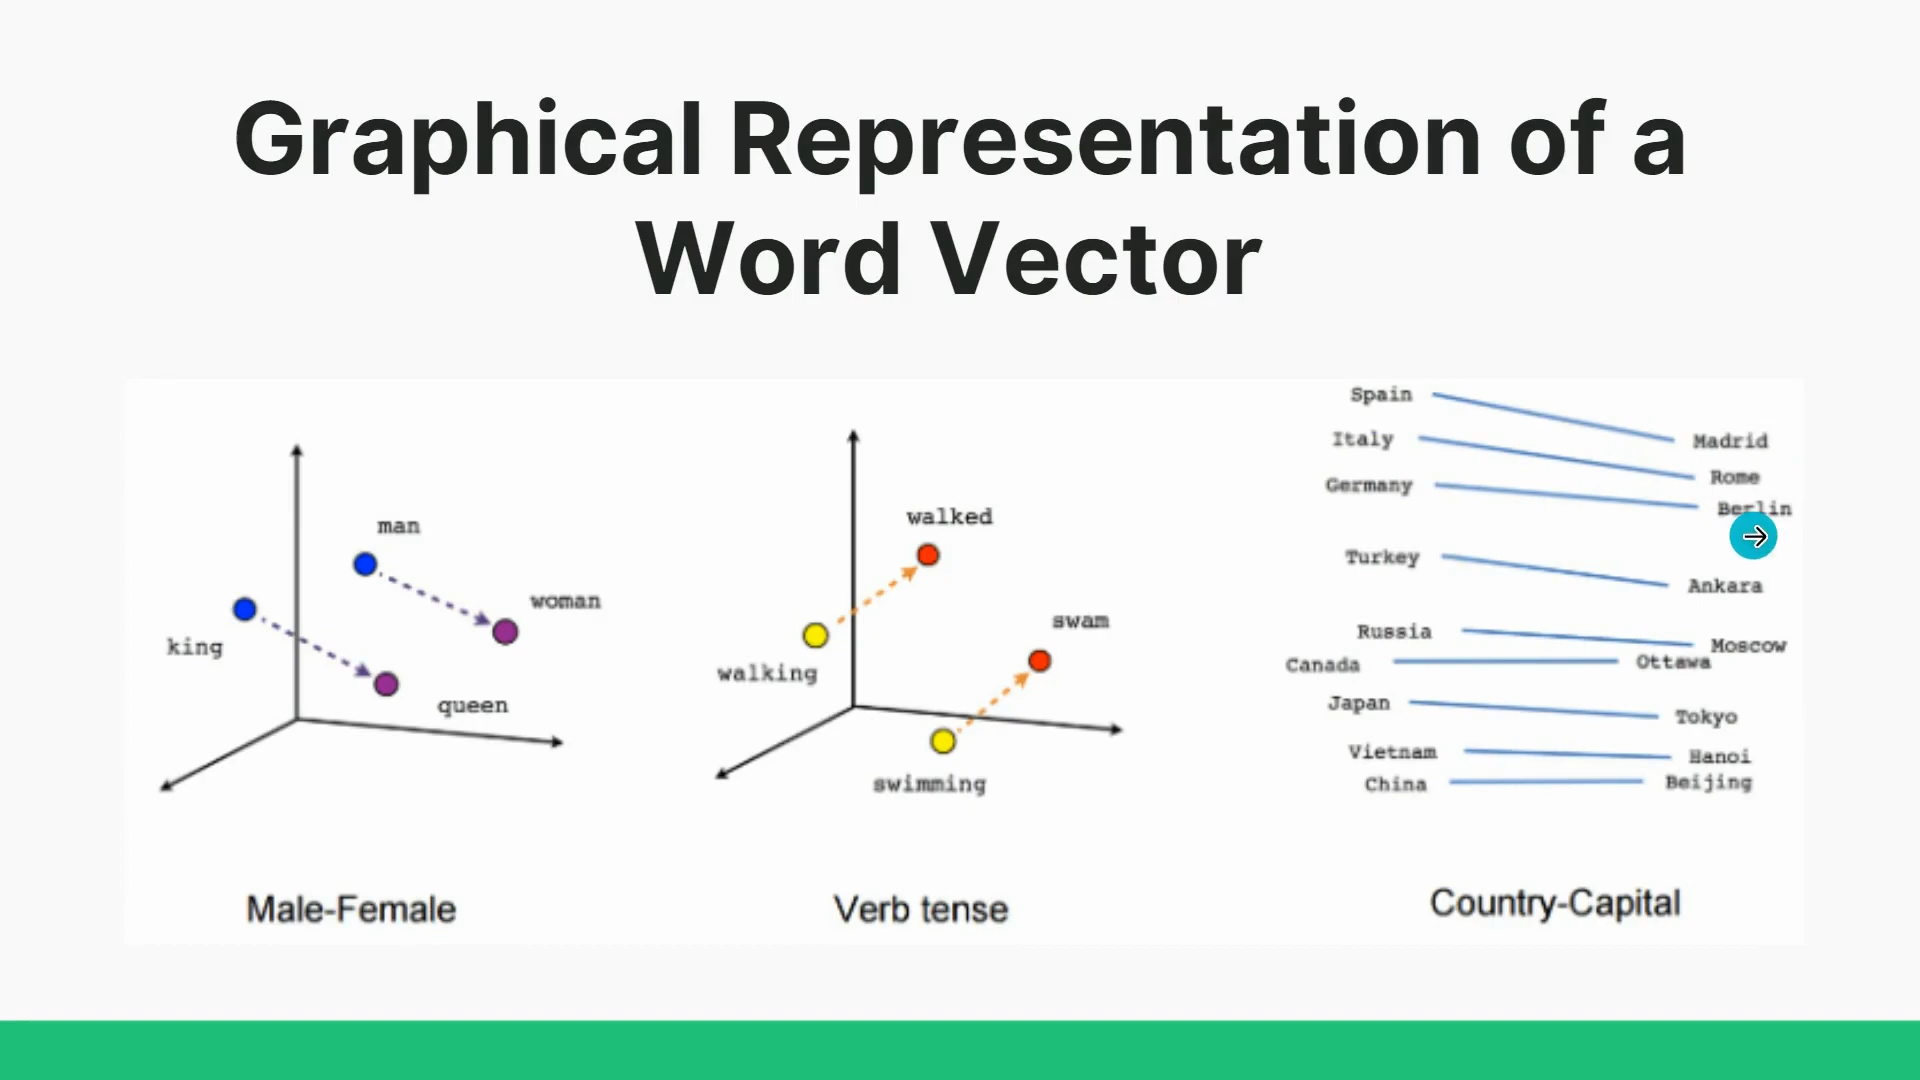 Graphical Representation of a
Word Vector
man
woman
king
queen
Male-Female
walked
swam
walking
swimming
Verb tense
Spain
Madrid
Italy
Rome
Germany
Berlin
Turkey
Ankara
Russia
Moscow
Canada
Ottawa
Japan
Tokyo
Vietnam
Hanoi
China
Beijing
Country-Capital